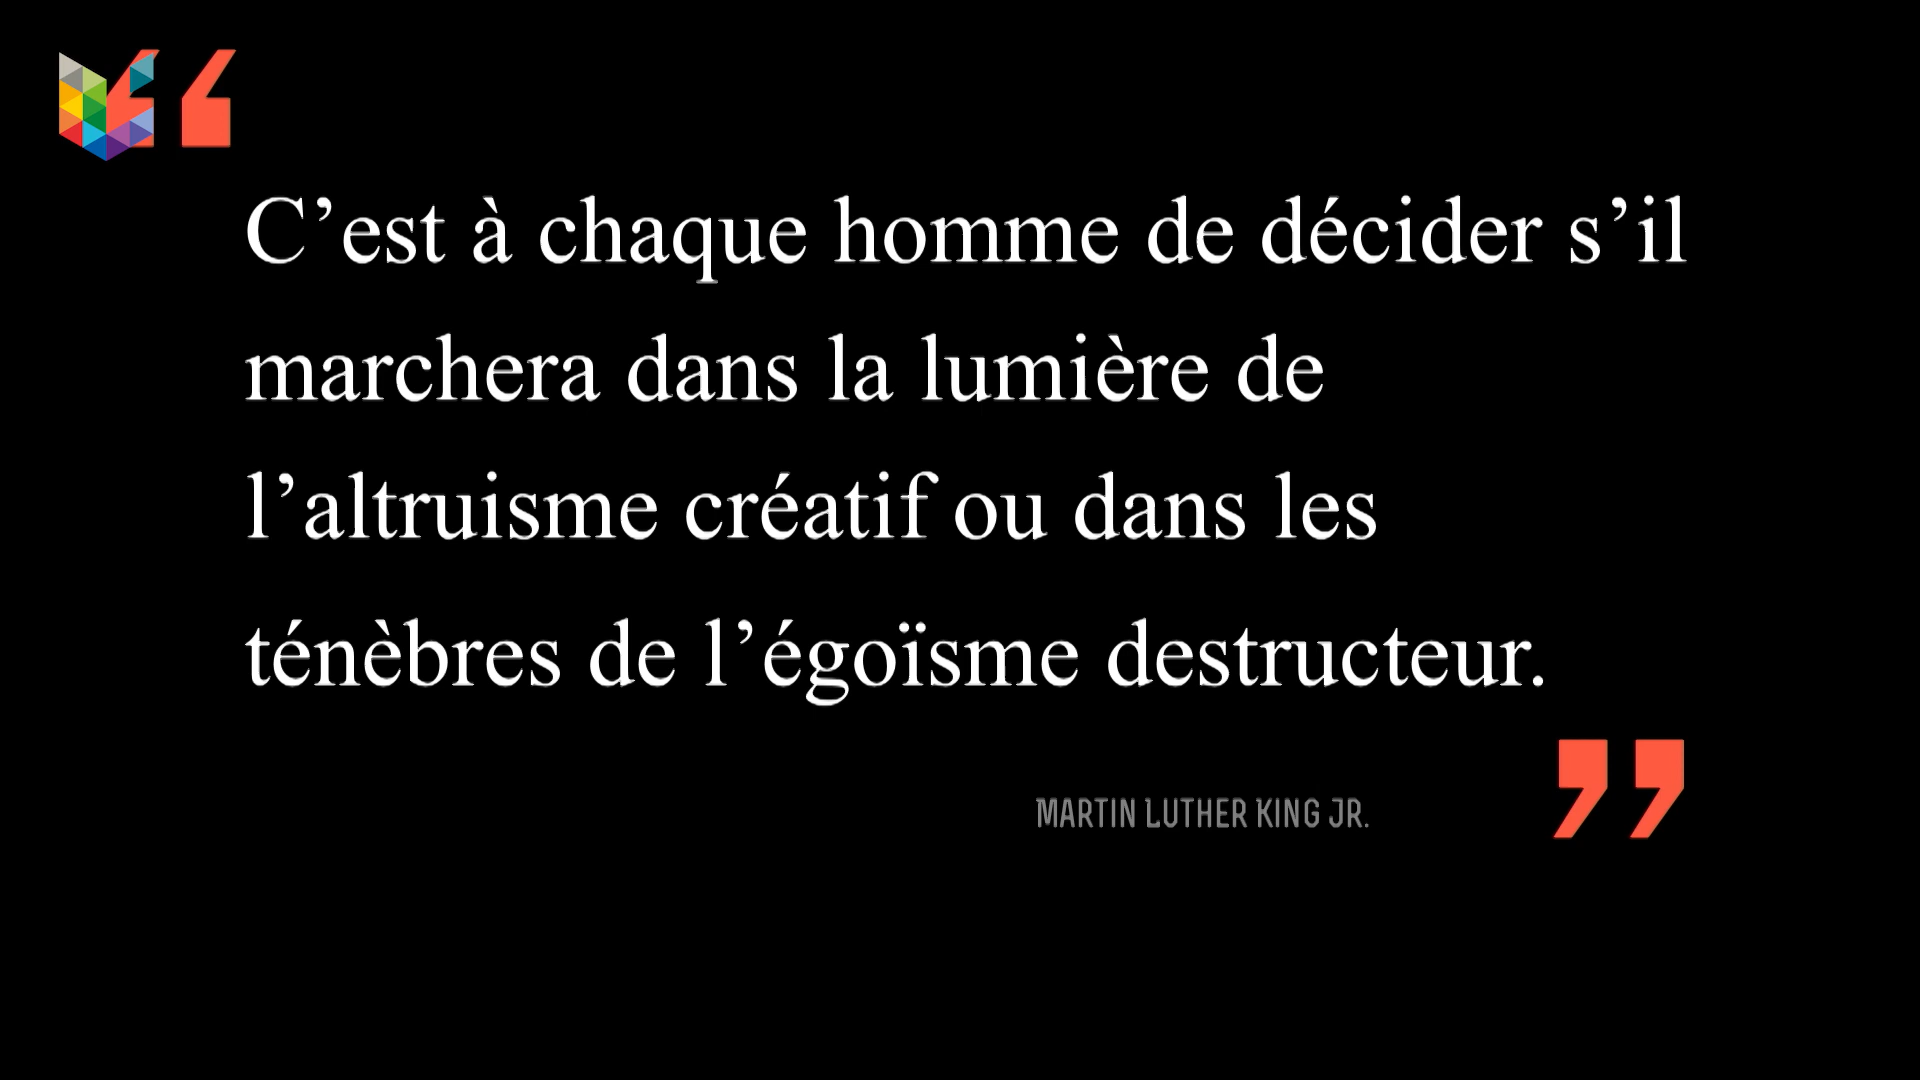 “
C’est à chaque homme de décider s’il
marchera dans la lumière de
l’altruisme créatif ou dans les
ténèbres de l’égoïsme destructeur.
”
MARTIN LUTHER KING JR.